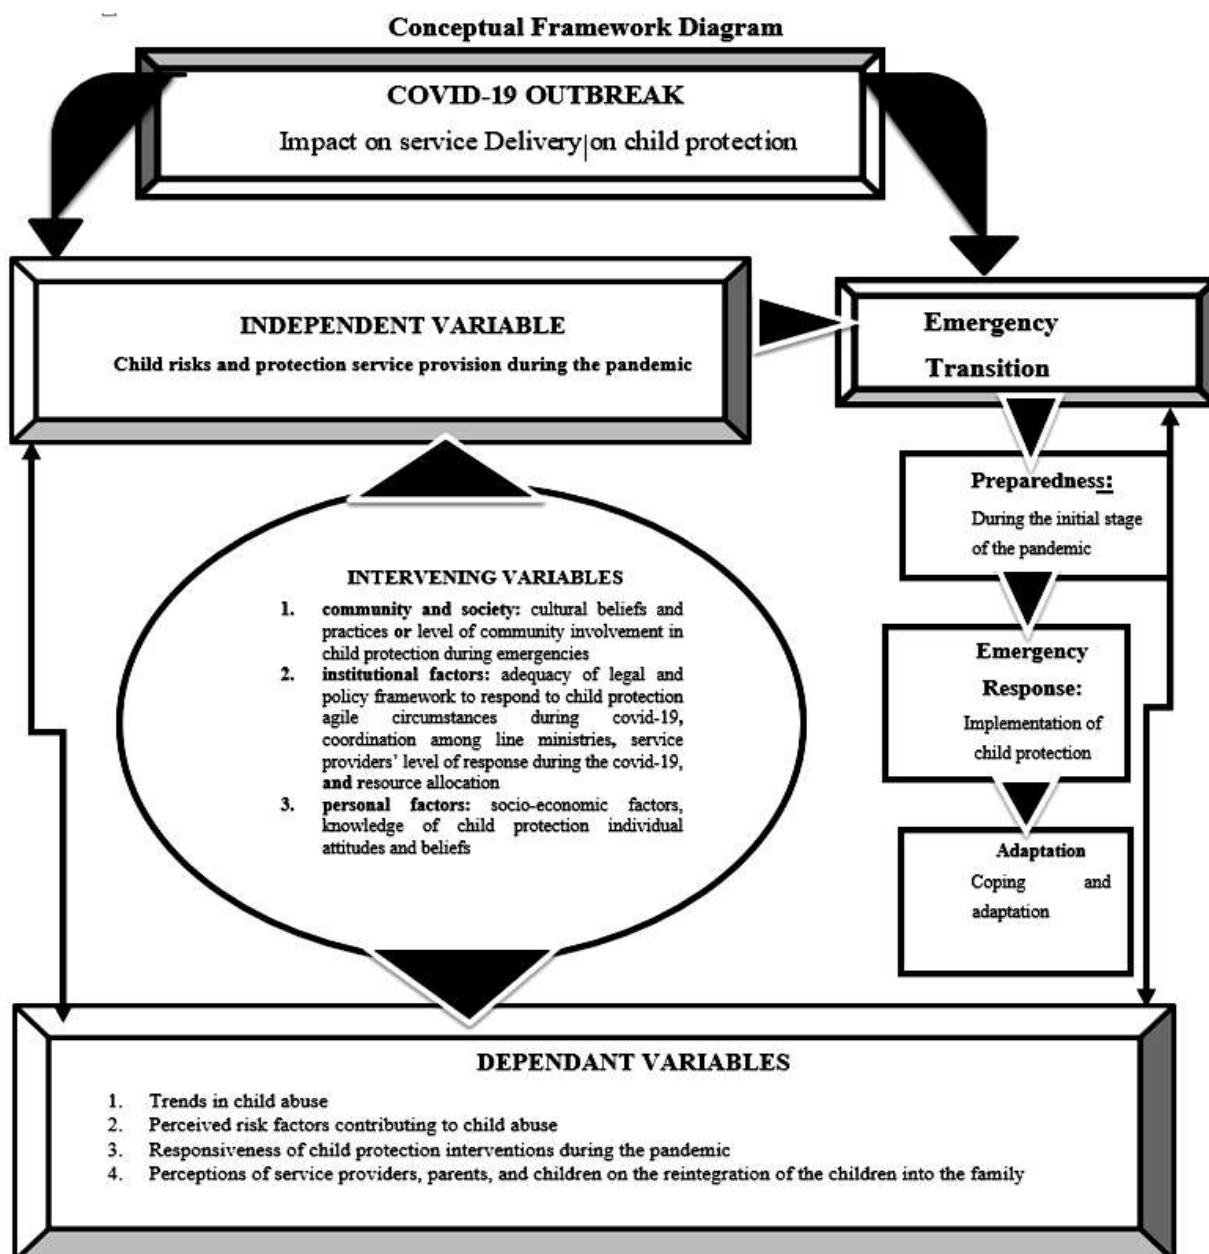 Conceptual Framework Diagram
COVID-19 OUTBREAK
Impact on service Delivery on child protection
INDEPENDENT VARIABLE
Child risks and protection service provision during the pandemic
Emergency
Transition
Preparedness:
During the initial stage
of the pandemic
Emergency
Response:
Implementation of
child protection
Adaptation
Coping and
adaptation
INTERVENING VARIABLES
1. community and society: cultural beliefs and
practices or level of community involvement in
child protection during emergencies
2. institutional factors: adequacy of legal and
policy framework to respond to child protection
agile circumstances during covid-19,
coordination among line ministries, service
providers’ level of response during the covid-19,
and resource allocation
3. personal factors: socio-economic factors,
knowledge of child protection individual
attitudes and beliefs
DEPENDANT VARIABLES
1. Trends in child abuse
2. Perceived risk factors contributing to child abuse
3. Responsiveness of child protection interventions during the pandemic
4. Perceptions of service providers, parents, and children on the reintegration of the children into the family